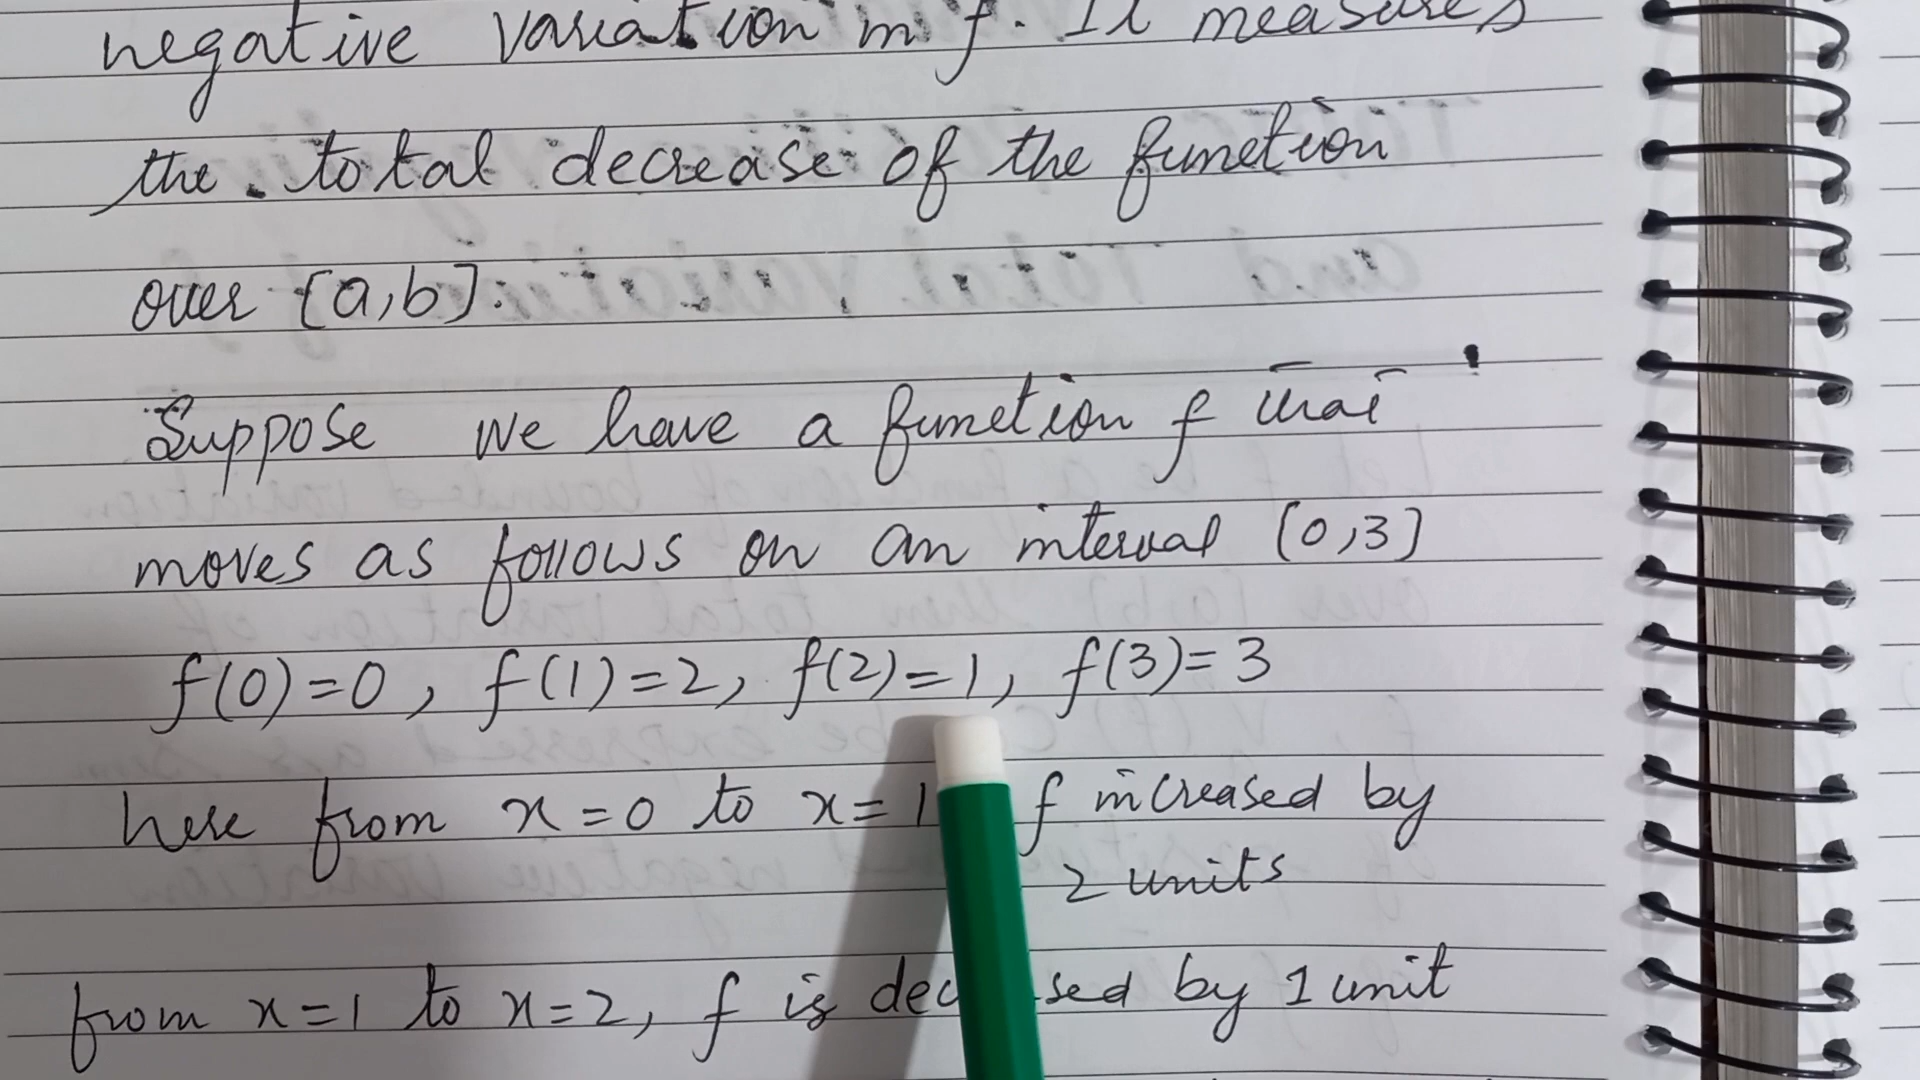 negative variation in f. It measures
the total decrease of the function
over [a,b].
Suppose we have a function f that
moves as follows on an interval [0,3]
f(0)=0, f(1)=2, f(2)=1, f(3)=3
here from x=0 to x=1 f increased by
2 units
from x=1 to x=2, f is decsed by 1 unit